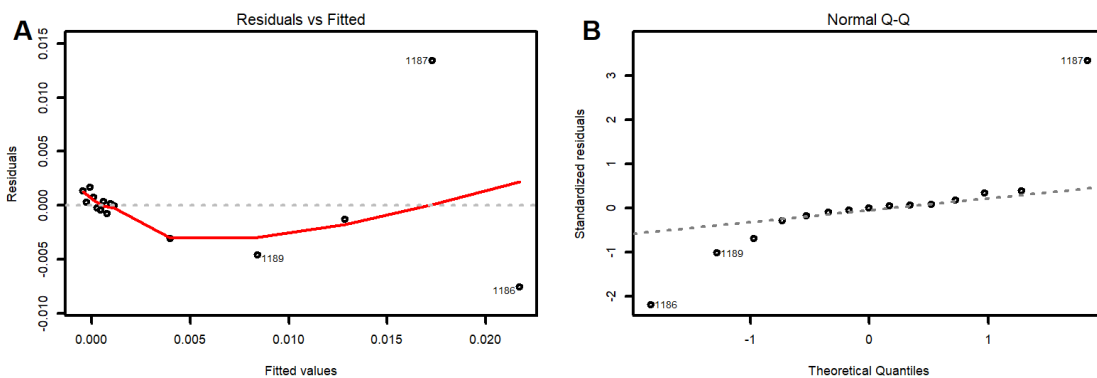 A
Residuals vs Fitted
0.015
0.010
0.005
0.000
-0.005
-0.010
Residuals
1187
1189
1186
0.000 0.005 0.010 0.015 0.020
Fitted values
B
Normal Q-Q
3
2
1
0
-1
-2
Standardized residuals
1187
1189
1186
-1 0 1
Theoretical Quantiles